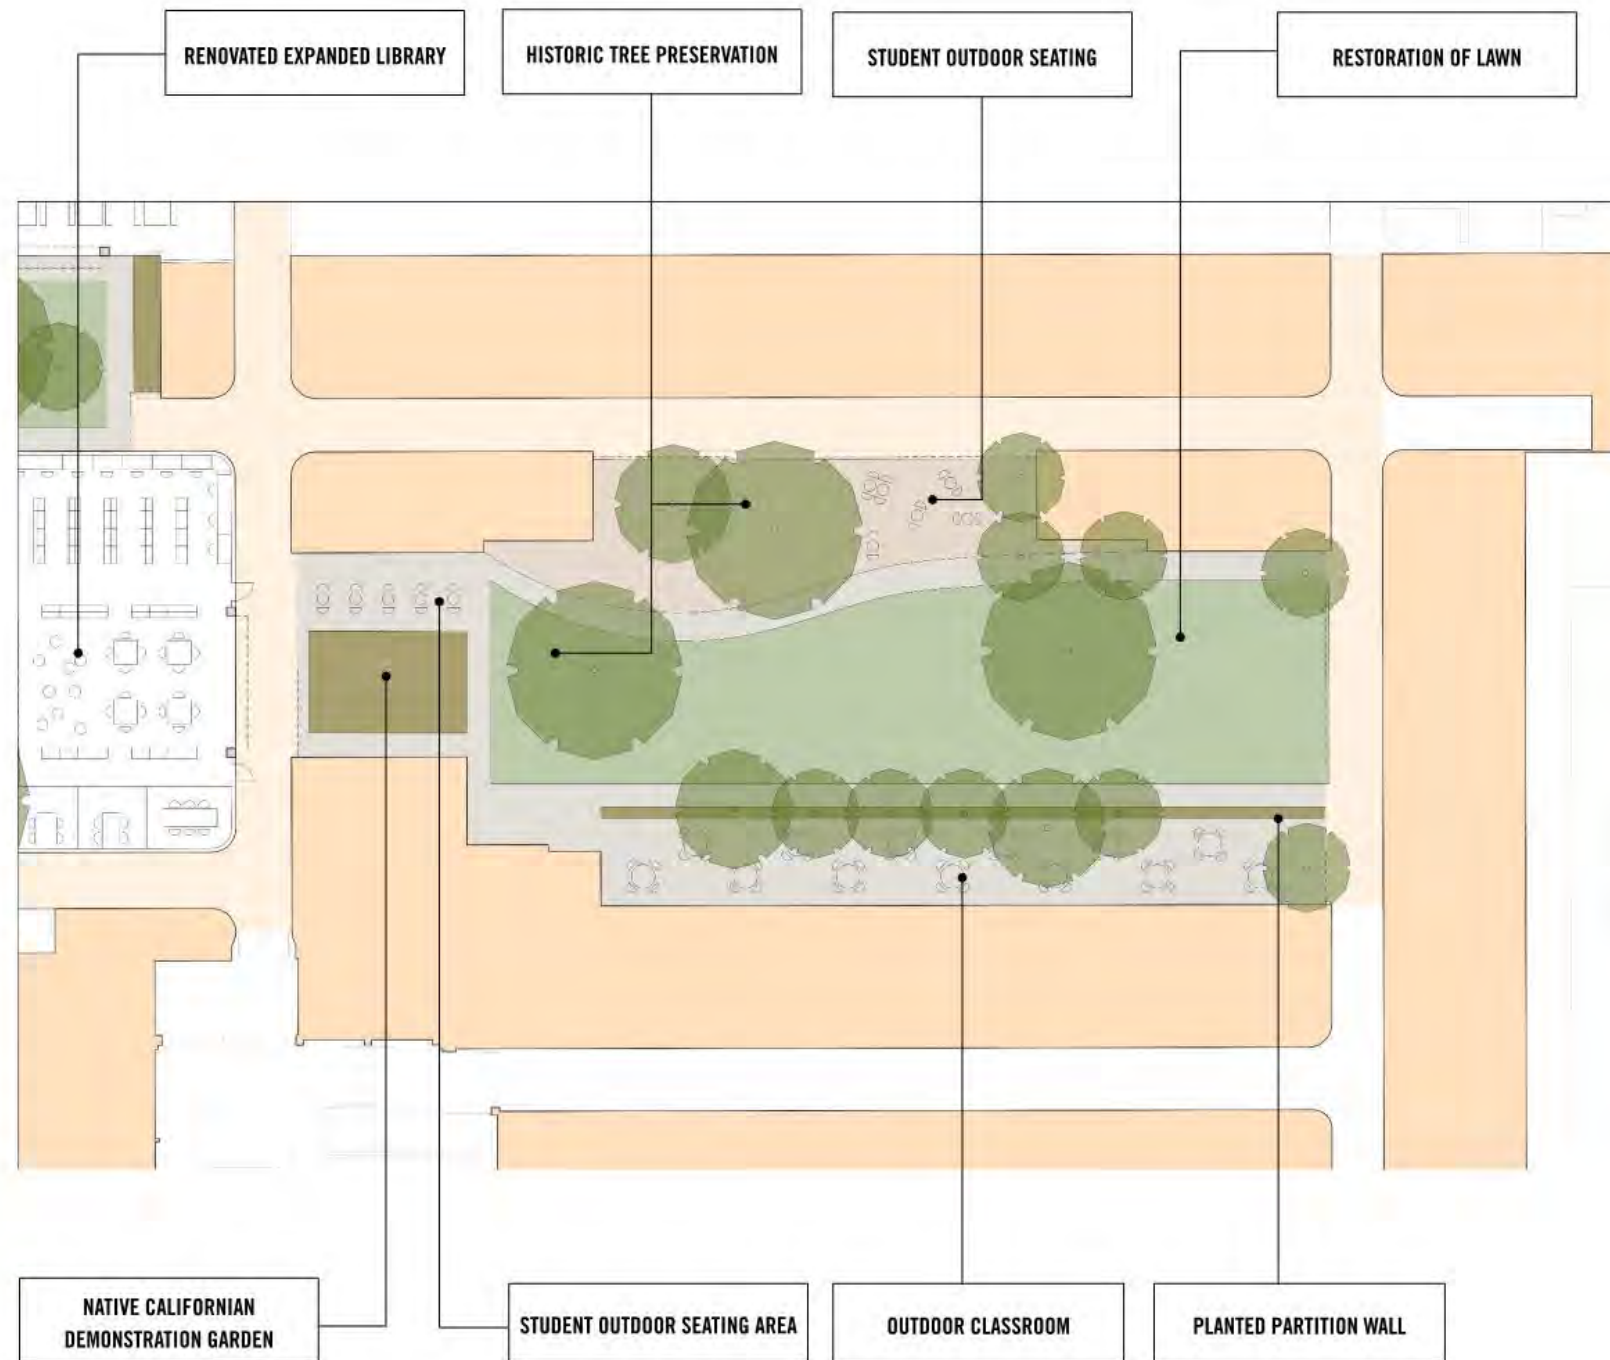 RENOVATED EXPANDED LIBRARY
HISTORIC TREE PRESERVATION
STUDENT OUTDOOR SEATING
RESTORATION OF LAWN
NATIVE CALIFORNIAN
DEMONSTRATION GARDEN
STUDENT OUTDOOR SEATING AREA
OUTDOOR CLASSROOM
PLANTED PARTITION WALL